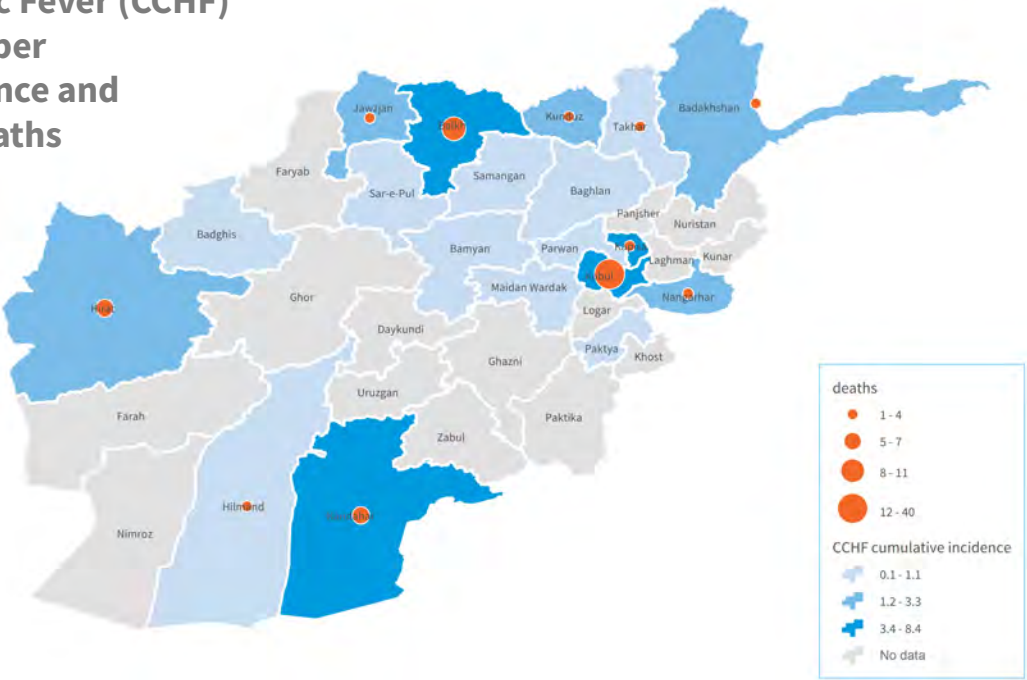 c Fever (CCHF)
per
nce and
aths
Jawzjan
Kunduz
Takhar
Badakhshan
Faryab
Sar-e-Pul
Samangan
Baghlan
Panjsher
Nuristan
Badghis
Bamyan
Parwan
Laghman
Kunar
Kabul
Maidan Wardak
Nangarhar
Ghor
Logar
Daykundi
Paktya
Khost
Ghazni
Uruzgan
Farah
Paktika
Zabul
Hilmand
Nimroz
deaths
1 - 4
5 - 7
8 - 11
12 - 40
CCHF cumulative incidence
0.1 - 1.1
1.2 - 3.3
3.4 - 8.4
No data